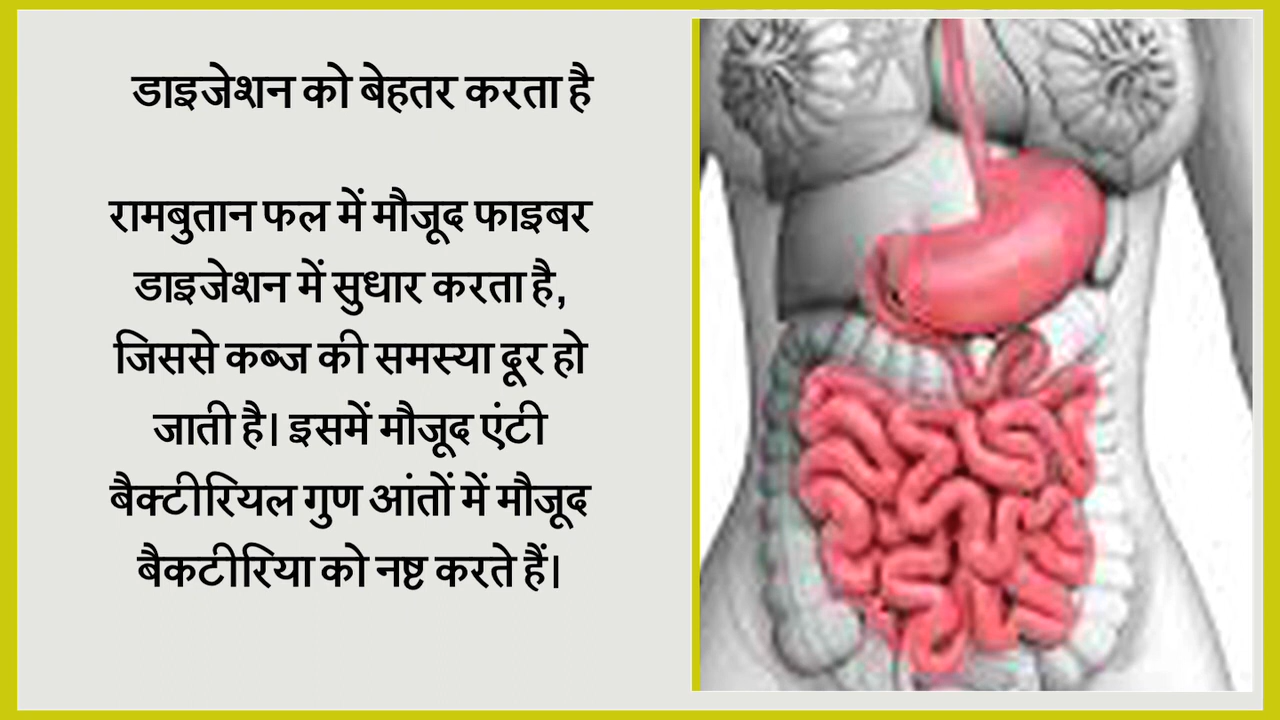 डाइजेशन को बेहतर करता है
रामबुतान फल में मौजूद फाइबर
डाइजेशन में सुधार करता है,
जिससे कब्ज की समस्या दूर हो
जाती है। इसमें मौजूद एंटी
बैक्टीरियल गुण आंतों में मौजूद
बैकटीरिया को नष्ट करते हैं।